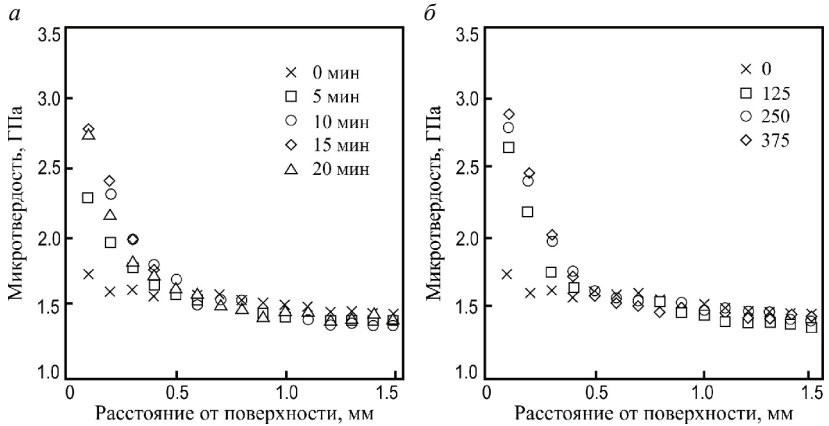 а
3.5
3.0
2.5
2.0
1.5
1.0
Микротвердость, ГПа
× 0 мин
□ 5 мин
○ 10 мин
◇ 15 мин
△ 20 мин
0
0.5
1.0
1.5
Расстояние от поверхности, мм
б
3.5
3.0
2.5
2.0
1.5
1.0
Микротвердость, ГПа
× 0
□ 125
○ 250
◇ 375
0
0.5
1.0
1.5
Расстояние от поверхности, мм